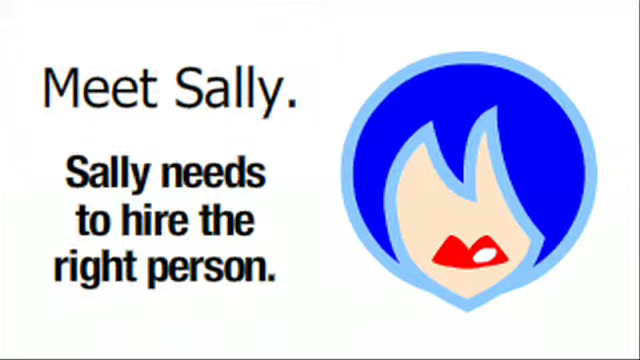 Meet Sally.
Sally needs
to hire the
right person.